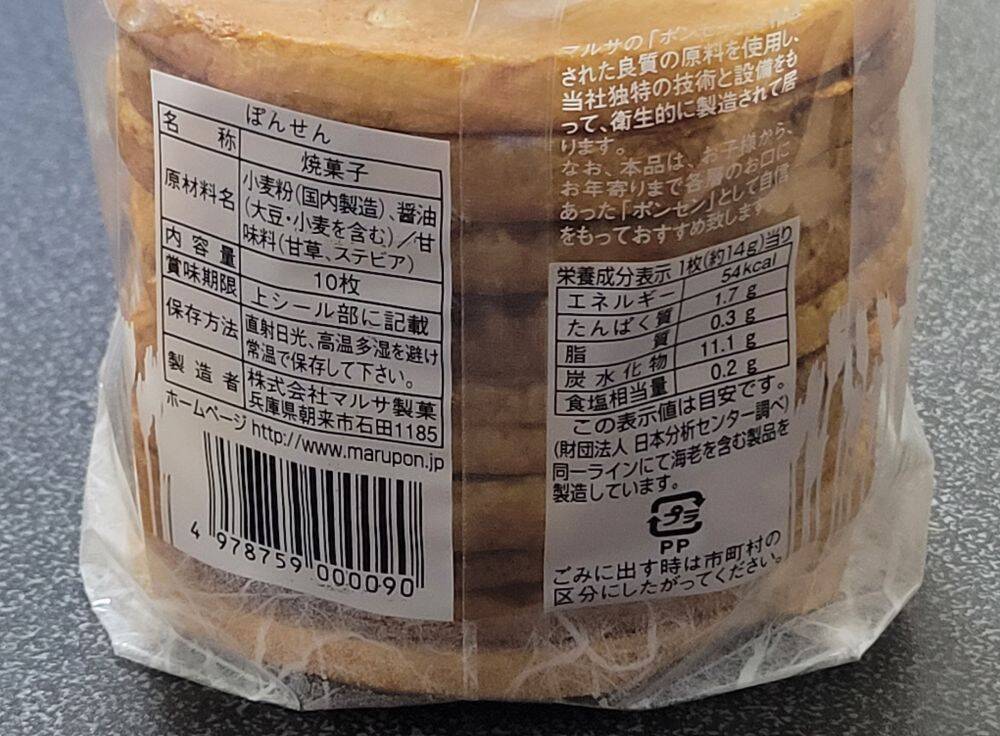 ぽんせん
名称 焼菓子
原材料名 小麦粉(国内製造)、醤油
(大豆・小麦を含む)／甘
味料(甘草、ステビア)
内容量 10枚
賞味期限 上シール部に記載
保存方法 直射日光、高温多湿を避け
常温で保存して下さい。
製造者 株式会社マルサ製菓
兵庫県朝来市石田1185
ホームページ http://www.marupon.jp
4 978759 000090
マルサの「ポンセ
された良質の原料を使用し、
当社独特の技術と設備をも
って、衛生的に製造されて居
ります。
なお、本品は、お子様から、
お年寄りまで各層のお口に
あった「ポンセン」として自信
をもっておすすめ致します
栄養成分表示 1枚(約14g)当り
エネルギー 54kcal
たんぱく質 1.7 g
脂質 0.3 g
炭水化物 11.1 g
食塩相当量 0.2 g
この表示値は目安です。
(財団法人 日本分析センター調べ)
同一ラインにて海老を含む製品を
製造しています。
プラ
PP
ごみに出す時は市町村の
区分にしたがってください。